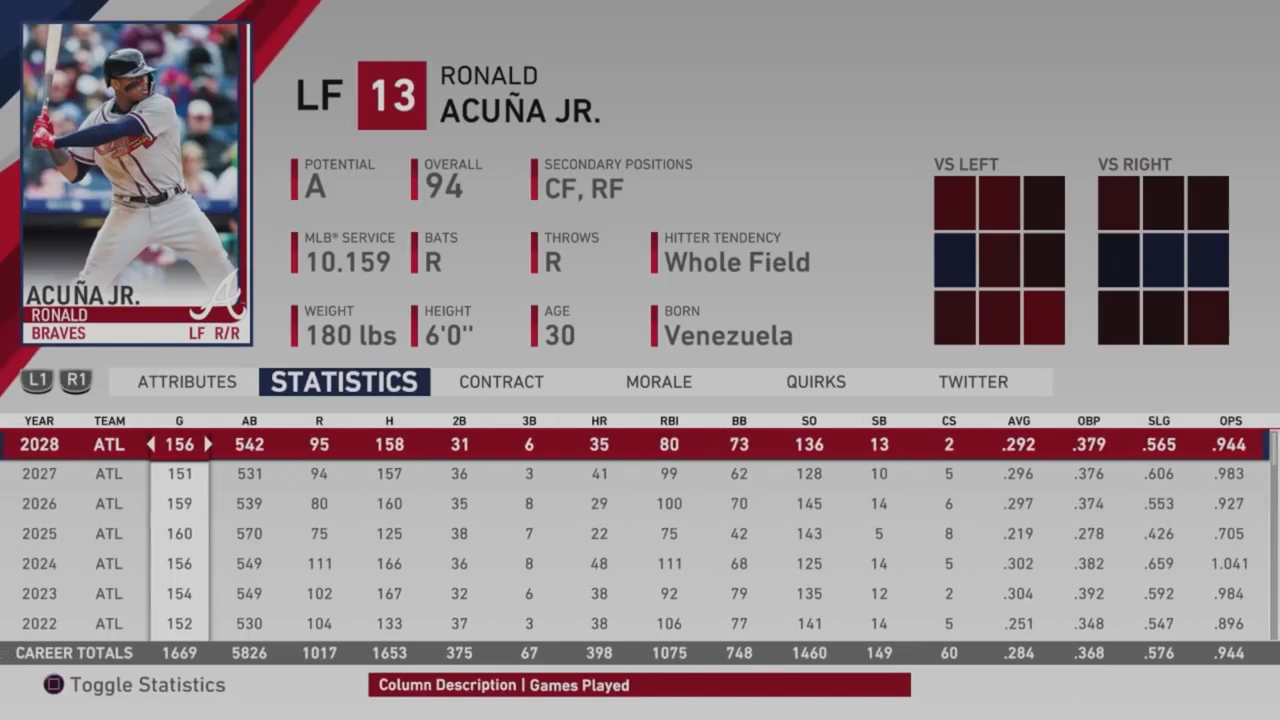 LF 13 RONALD
ACUÑA JR.
POTENTIAL OVERALL SECONDARY POSITIONS
A 94 CF, RF
MLB® SERVICE BATS THROWS HITTER TENDENCY
10.159 R R Whole Field
WEIGHT HEIGHT AGE BORN
180 lbs 6'0" 30 Venezuela
VS LEFT VS RIGHT
ACUÑA JR.
RONALD
BRAVES LF R/R
L1 R1 ATTRIBUTES STATISTICS CONTRACT MORALE QUIRKS TWITTER
YEAR TEAM G AB R H 2B 3B HR RBI BB SO SB CS AVG OBP SLG OPS
2028 ATL 156 542 95 158 31 6 35 80 73 136 13 2 .292 .379 .565 .944
2027 ATL 151 531 94 157 36 3 41 99 62 128 10 5 .296 .376 .606 .983
2026 ATL 159 539 80 160 35 8 29 100 70 145 14 6 .297 .374 .553 .927
2025 ATL 160 570 75 125 38 7 22 75 42 143 5 8 .219 .278 .426 .705
2024 ATL 156 549 111 166 36 8 48 111 68 125 14 5 .302 .382 .659 1.041
2023 ATL 154 549 102 167 32 6 38 92 79 135 12 2 .304 .392 .592 .984
2022 ATL 152 530 104 133 37 3 38 106 77 141 14 5 .251 .348 .547 .896
CAREER TOTALS 1669 5826 1017 1653 375 67 398 1075 748 1460 149 60 .284 .368 .576 .944
Toggle Statistics
Column Description | Games Played